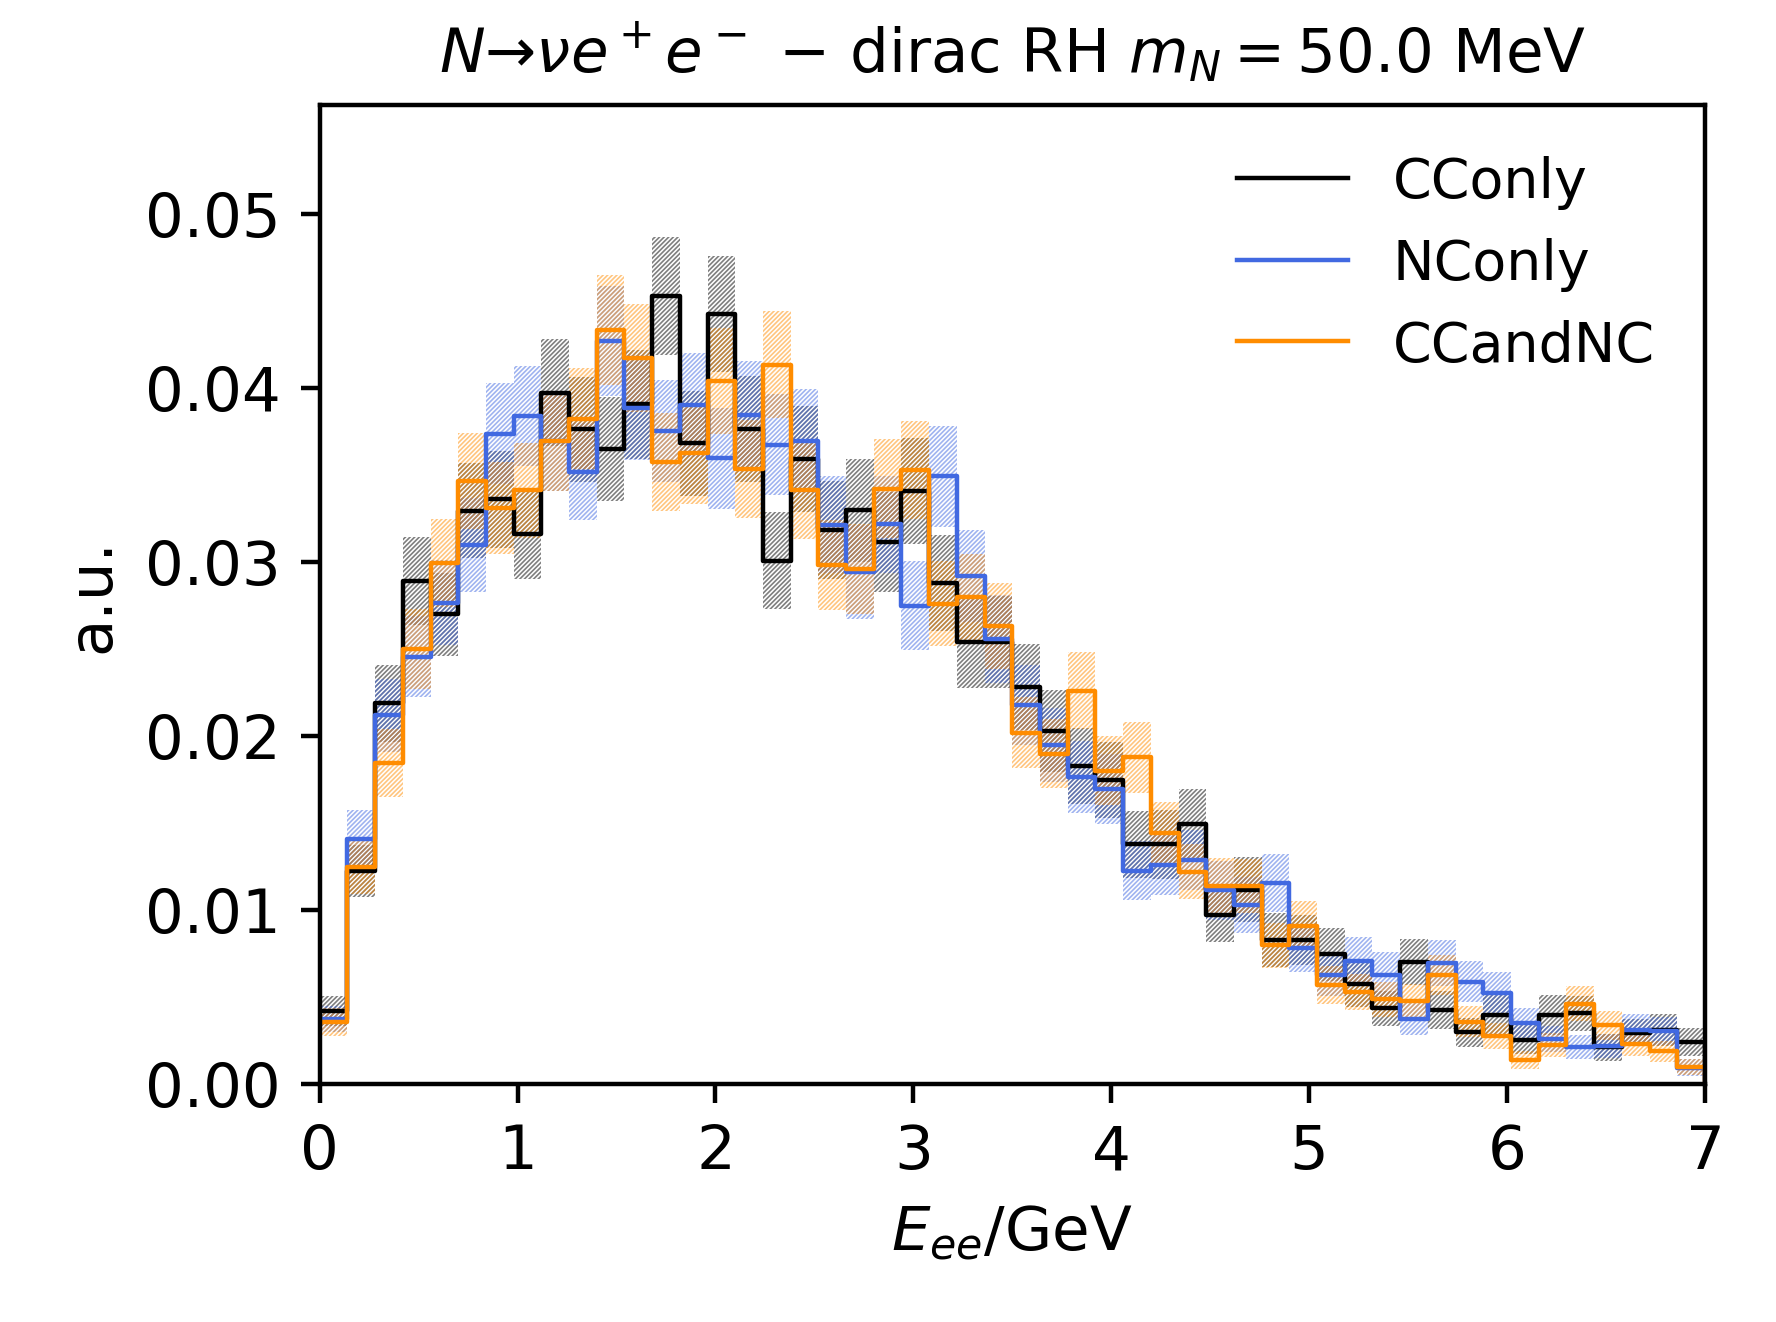 N→νe⁺e⁻ − dirac RH m_N = 50.0 MeV
CConly
NConly
CCandNC
0.05
0.04
0.03
0.02
0.01
0.00
a.u.
0 1 2 3 4 5 6 7
E_ee/GeV